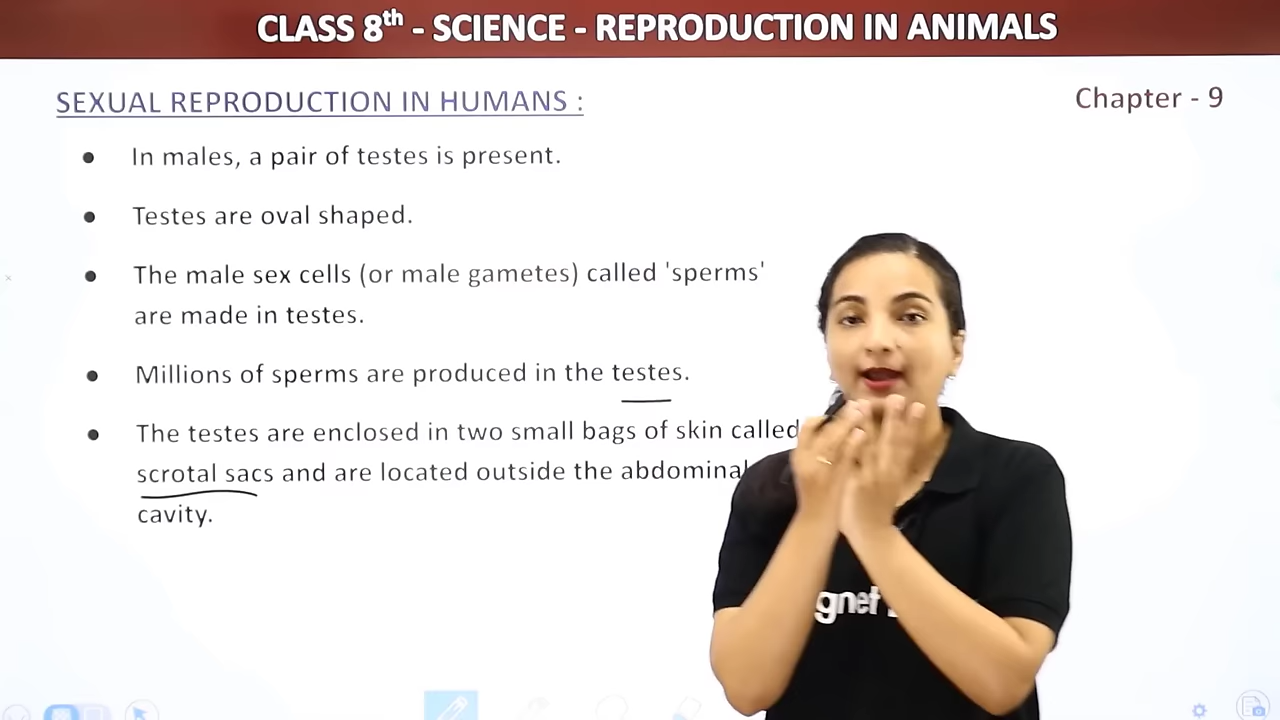 CLASS 8th - SCIENCE - REPRODUCTION IN ANIMALS
SEXUAL REPRODUCTION IN HUMANS :
Chapter - 9
● In males, a pair of testes is present.
● Testes are oval shaped.
● The male sex cells (or male gametes) called 'sperms'
are made in testes.
● Millions of sperms are produced in the testes.
● The testes are enclosed in two small bags of skin called
scrotal sacs and are located outside the abdominal
cavity.
gnet